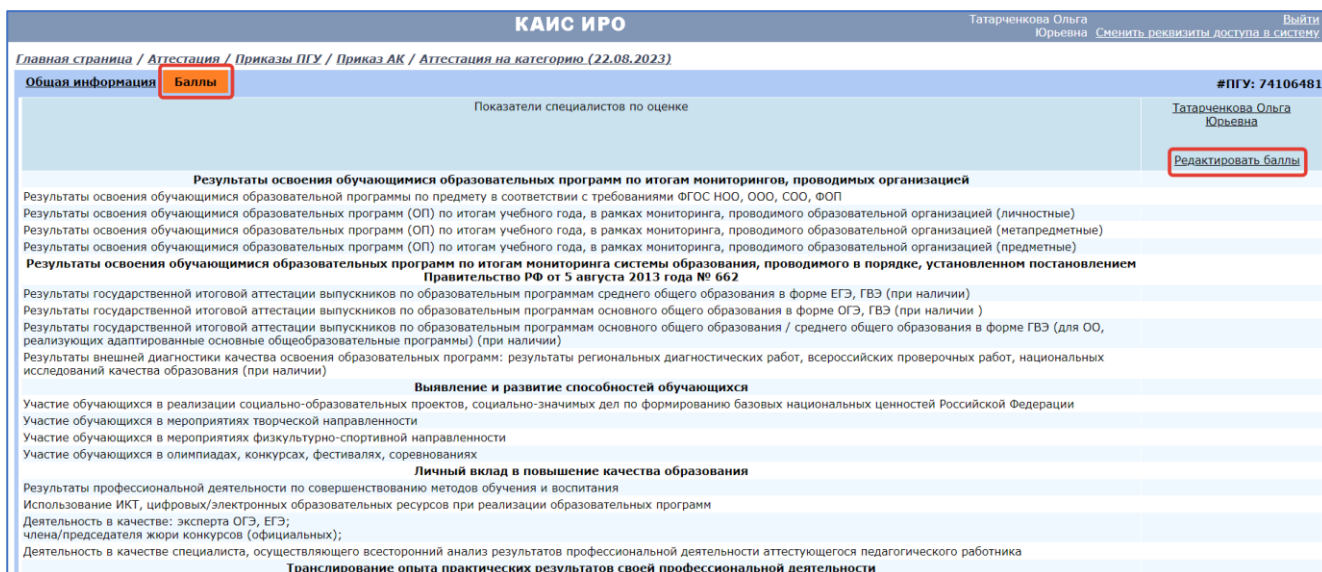 КАИС ИРО
Татарченкова Ольга
Юрьевна
Выйти
Сменить реквизиты доступа в систему
Главная страница / Аттестация / Приказы ПГУ / Приказ АК / Аттестация на категорию (22.08.2023)
Общая информация Баллы #ПГУ: 74106481
Показатели специалистов по оценке
Татарченкова Ольга
Юрьевна
Редактировать баллы
Результаты освоения обучающимися образовательных программ по итогам мониторингов, проводимых организацией
Результаты освоения обучающимися образовательной программы по предмету в соответствии с требованиями ФГОС НОО, ООО, СОО, ФОП
Результаты освоения обучающимися образовательных программ (ОП) по итогам учебного года, в рамках мониторинга, проводимого образовательной организацией (личностные)
Результаты освоения обучающимися образовательных программ (ОП) по итогам учебного года, в рамках мониторинга, проводимого образовательной организацией (метапредметные)
Результаты освоения обучающимися образовательных программ (ОП) по итогам учебного года, в рамках мониторинга, проводимого образовательной организацией (предметные)
Результаты освоения обучающимися образовательных программ по итогам мониторинга системы образования, проводимого в порядке, установленном постановлением
Правительство РФ от 5 августа 2013 года № 662
Результаты государственной итоговой аттестации выпускников по образовательным программам среднего общего образования в форме ЕГЭ, ГВЭ (при наличии)
Результаты государственной итоговой аттестации выпускников по образовательным программам основного общего образования в форме ОГЭ, ГВЭ (при наличии )
Результаты государственной итоговой аттестации выпускников по образовательным программам основного общего образования / среднего общего образования в форме ГВЭ (для ОО,
реализующих адаптированные основные общеобразовательные программы) (при наличии)
Результаты внешней диагностики качества освоения образовательных программ: результаты региональных диагностических работ, всероссийских проверочных работ, национальных
исследований качества образования (при наличии)
Выявление и развитие способностей обучающихся
Участие обучающихся в реализации социально-образовательных проектов, социально-значимых дел по формированию базовых национальных ценностей Российской Федерации
Участие обучающихся в мероприятиях творческой направленности
Участие обучающихся в мероприятиях физкультурно-спортивной направленности
Участие обучающихся в олимпиадах, конкурсах, фестивалях, соревнованиях
Личный вклад в повышение качества образования
Результаты профессиональной деятельности по совершенствованию методов обучения и воспитания
Использование ИКТ, цифровых/электронных образовательных ресурсов при реализации образовательных программ
Деятельность в качестве: эксперта ОГЭ, ЕГЭ;
члена/председателя жюри конкурсов (официальных);
Деятельность в качестве специалиста, осуществляющего всесторонний анализ результатов профессиональной деятельности аттестующегося педагогического работника
Транслирование опыта практических результатов своей профессиональной деятельности